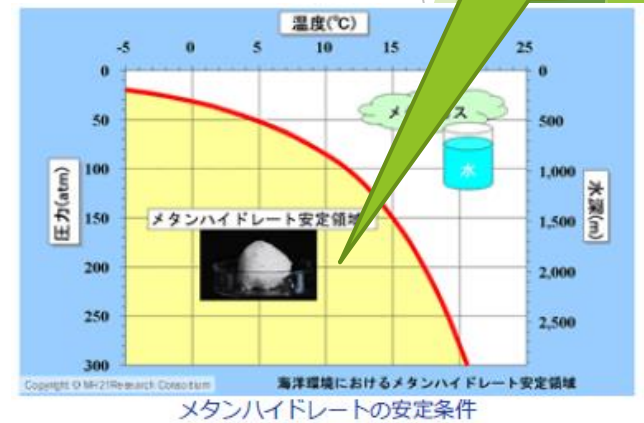 温度(℃)
-5 0 5 10 15 25
0 0
50 500
メ ス
水
100 1,000
圧力(atm)
水深(m)
メタンハイドレート安定領域
150 1,500
200 2,000
250 2,500
300
Copyright © MH21Research Consortium
海洋環境におけるメタンハイドレート安定領域
メタンハイドレートの安定条件